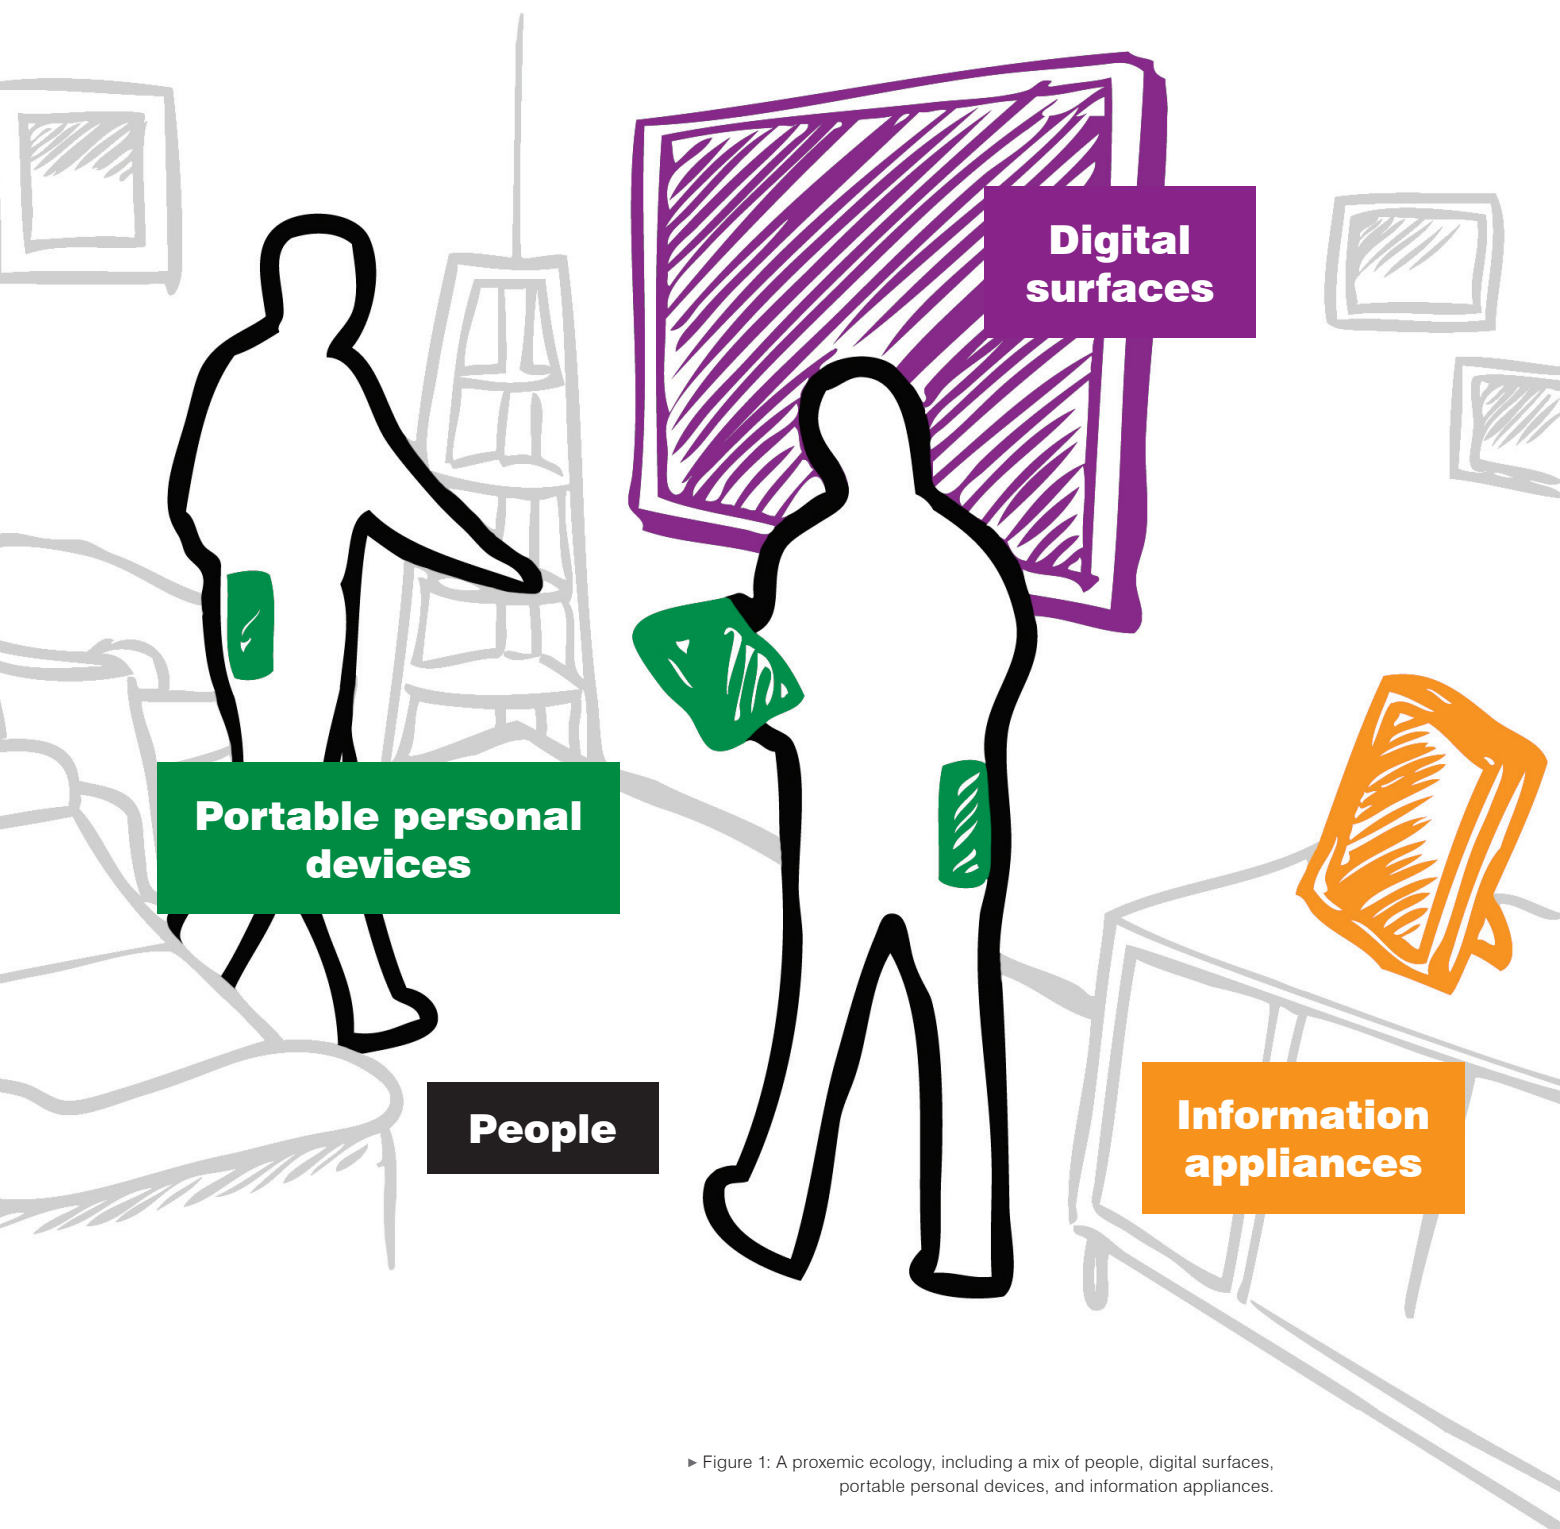 Digital
surfaces
Portable personal
devices
People
Information
appliances
▸ Figure 1: A proxemic ecology, including a mix of people, digital surfaces,
portable personal devices, and information appliances.